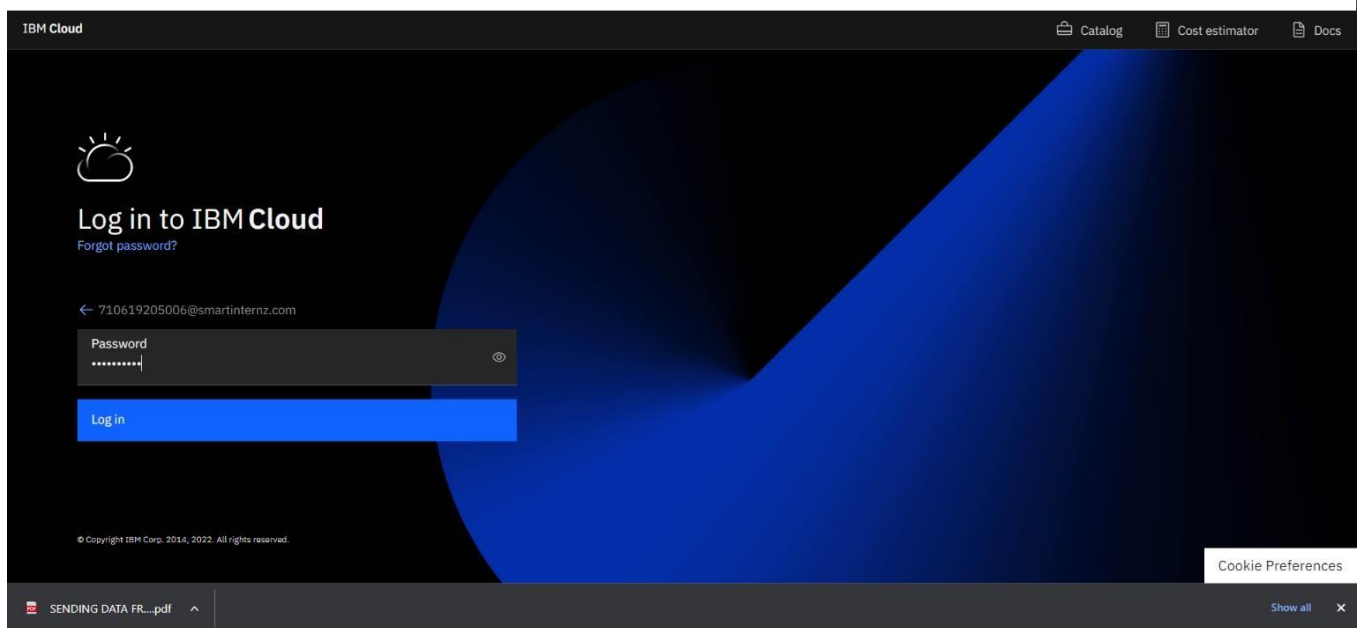 IBM Cloud
Catalog
Cost estimator
Docs
Log in to IBM Cloud
Forgot password?
← 710619205006@smartinternz.com
Password
••••••••••
Log in
© Copyright IBM Corp. 2014, 2022. All rights reserved.
Cookie Preferences
PDF
SENDING DATA FR....pdf
Show all